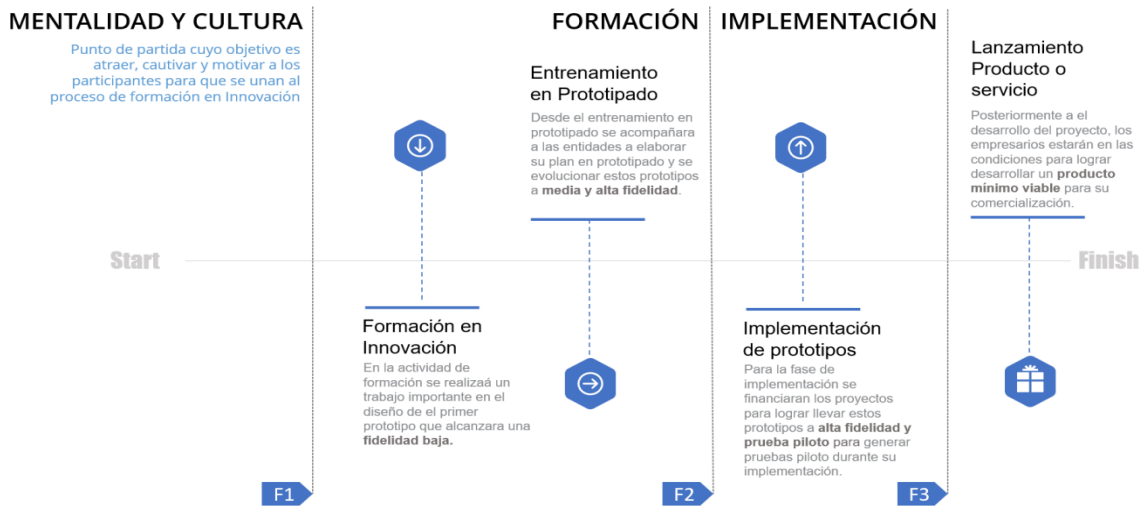 MENTALIDAD Y CULTURA
Punto de partida cuyo objetivo es
atraer, cautivar y motivar a los
participantes para que se unan al
proceso de formación en Innovación
FORMACIÓN
IMPLEMENTACIÓN
Entrenamiento
en Prototipado
Desde el entrenamiento en
prototipado se acompañara
a las entidades a elaborar
su plan en prototipado y se
evolucionar estos prototipos
a media y alta fidelidad.
Lanzamiento
Producto o
servicio
Posteriormente a el
desarrollo del proyecto, los
empresarios estarán en las
condiciones para lograr
desarrollar un producto
mínimo viable para su
comercialización.
Start
Finish
Formación en
Innovación
En la actividad de
formación se realizaá un
trabajo importante en el
diseño de el primer
prototipo que alcanzara una
fidelidad baja.
Implementación
de prototipos
Para la fase de
implementación se
financiaran los proyectos
para lograr llevar estos
prototipos a alta fidelidad y
prueba piloto para generar
pruebas piloto durante su
implementación.
F1
F2
F3